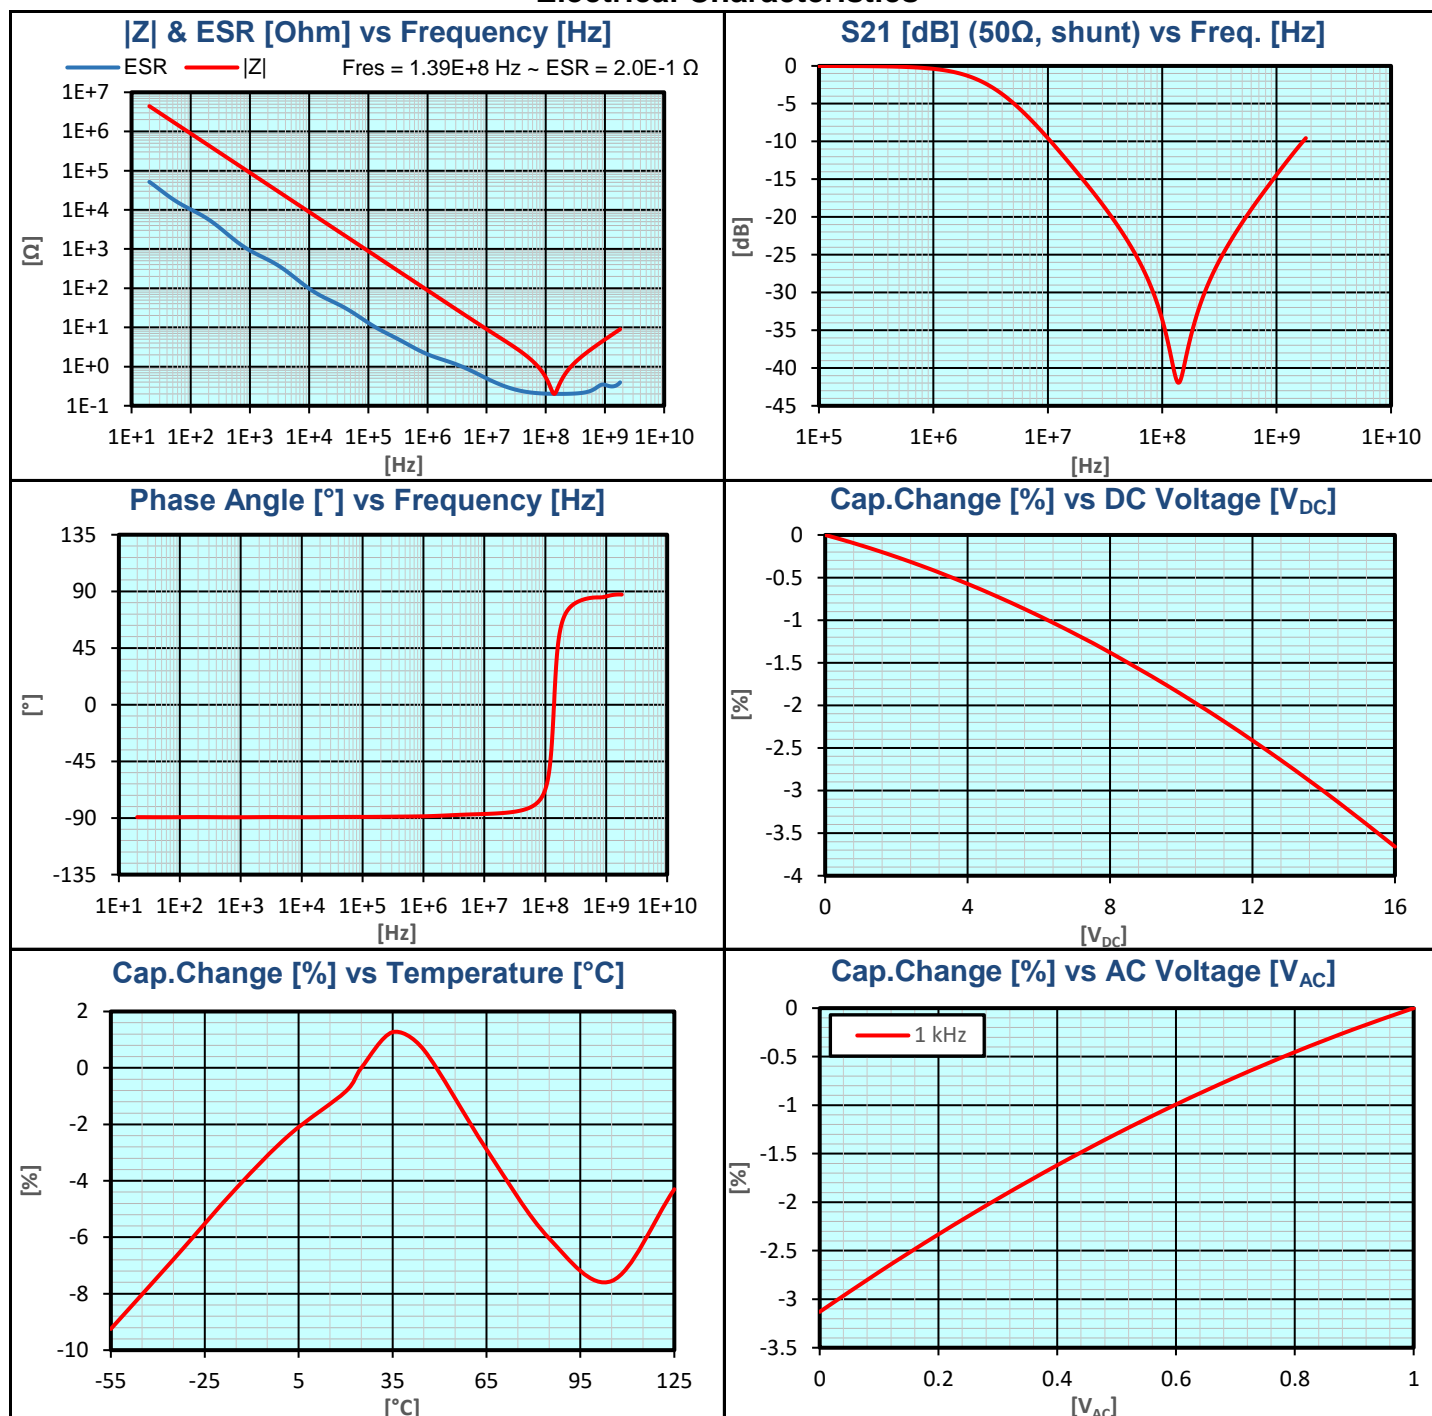 Electrical Characteristics
|Z| & ESR [Ohm] vs Frequency [Hz]
ESR |Z| Fres = 1.39E+8 Hz ~ ESR = 2.0E-1 Ω
1E+7
1E+6
1E+5
1E+4
1E+3
1E+2
1E+1
1E+0
1E-1
[Ω]
1E+1 1E+2 1E+3 1E+4 1E+5 1E+6 1E+7 1E+8 1E+9 1E+10
[Hz]
S21 [dB] (50Ω, shunt) vs Freq. [Hz]
0
-5
-10
-15
-20
-25
-30
-35
-40
-45
[dB]
1E+5 1E+6 1E+7 1E+8 1E+9 1E+10
[Hz]
Phase Angle [°] vs Frequency [Hz]
135
90
45
0
-45
-90
-135
[°]
1E+1 1E+2 1E+3 1E+4 1E+5 1E+6 1E+7 1E+8 1E+9 1E+10
[Hz]
Cap.Change [%] vs DC Voltage [VDC]
0
-0.5
-1
-1.5
-2
-2.5
-3
-3.5
-4
[%]
0 4 8 12 16
[VDC]
Cap.Change [%] vs Temperature [°C]
2
0
-2
-4
-6
-8
-10
[%]
-55 -25 5 35 65 95 125
[°C]
Cap.Change [%] vs AC Voltage [VAC]
1 kHz
0
-0.5
-1
-1.5
-2
-2.5
-3
-3.5
[%]
0 0.2 0.4 0.6 0.8 1
[VAC]